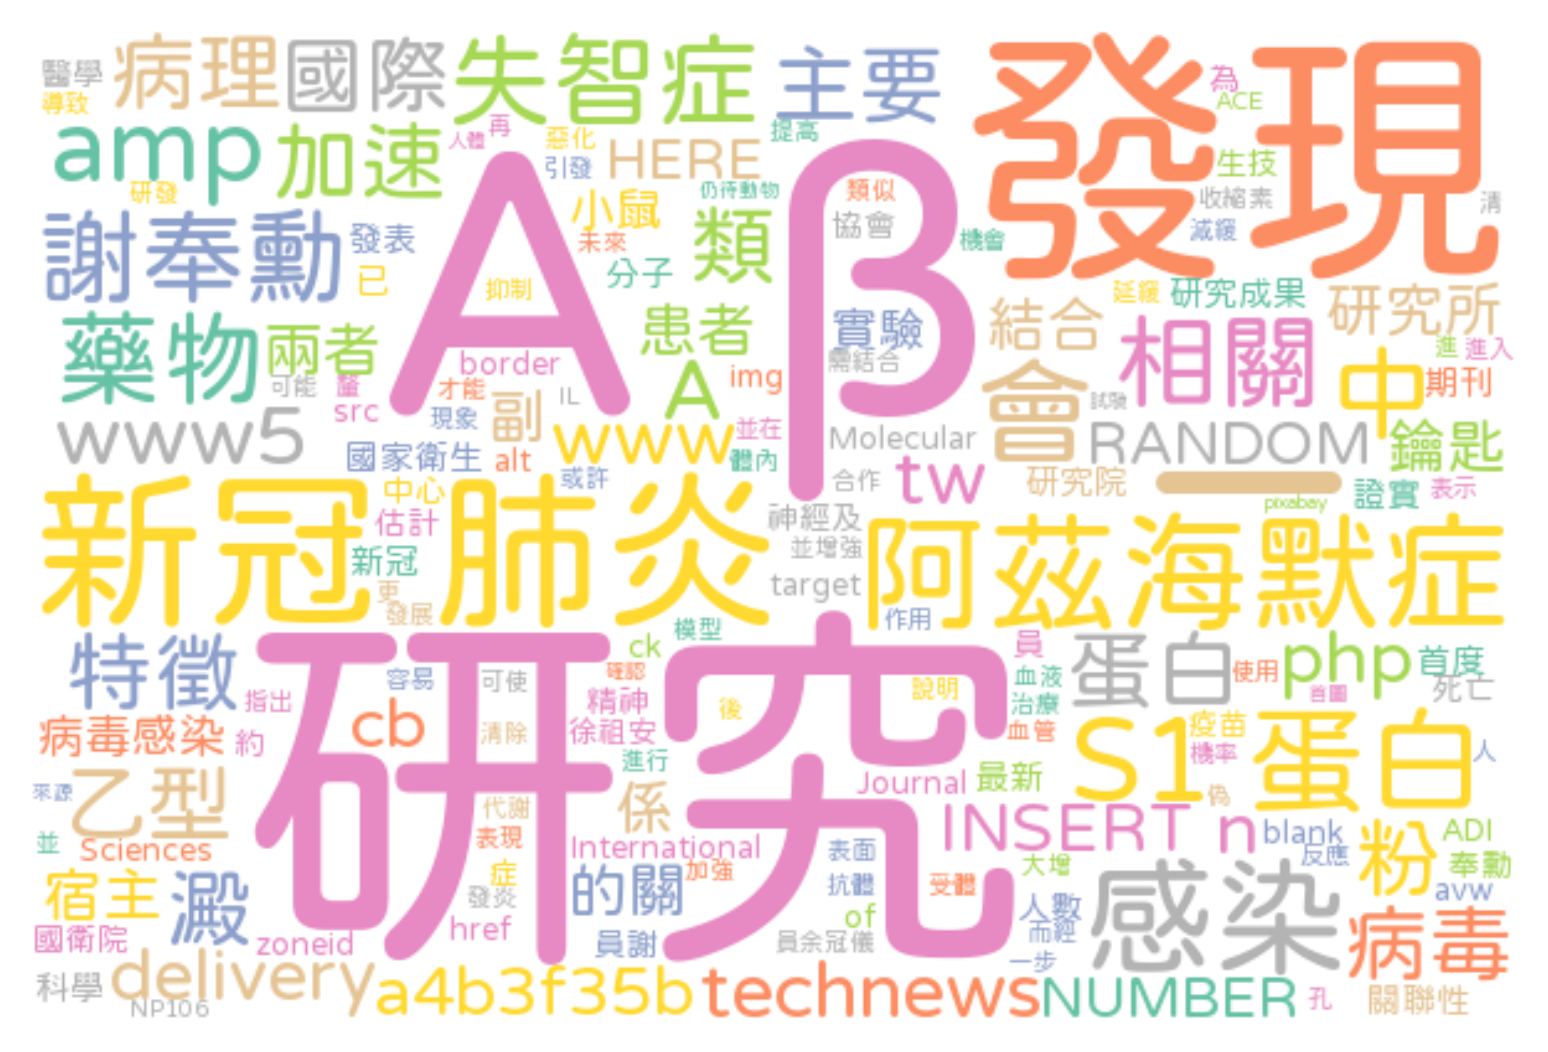 醫學
病理
國際
失智症
主要
發現
為
ACE
導致
amp
加速
人體
再
惡化
引發
HERE
提高
生技
研發
謝奉勳
發表
已
Aβ
抑制
小鼠
未來
分子
仍待動物
類
類似
協會
機會
收縮素
減緩
清
藥物
兩者
患者
實驗
需結合
結合
延緩
研究成果
研究所
相關
中
進
進入
期刊
可能
border
才能
src
現象
副
IL
A
img
www
並在
體內
Molecular
會
試驗
RANDOM
鑰匙
www5
國家衛生
alt
或許
合作
tw
研究院
證實
表示
pixabay
中心
估計
新冠肺炎
新冠
更
發展
神經及
並增強
target
阿茲海默症
作用
特徵
指出
研究
容易
可使
ck
模型
確認
精神
徐祖安
後
說明
員
血液
治療
血管
蛋白
使用
php
首度
首圖
死亡
病毒感染
約
cb
清除
進行
Journal
最新
S1
疫苗
機率
偽
蛋白
人
來源
乙型
代謝
係
並
Sciences
表現
International
INSERT
n
blank
反應
粉
ADI
奉勳
宿主
澱
症
發炎
的關
加強
表面
抗體
受體
大增
人數
而經
感染
avw
病毒
國衛院
zoneid
href
員謝
of
員余冠儀
一步
科學
delivery
NP106
a4b3f35b
technews
NUMBER
孔
關聯性